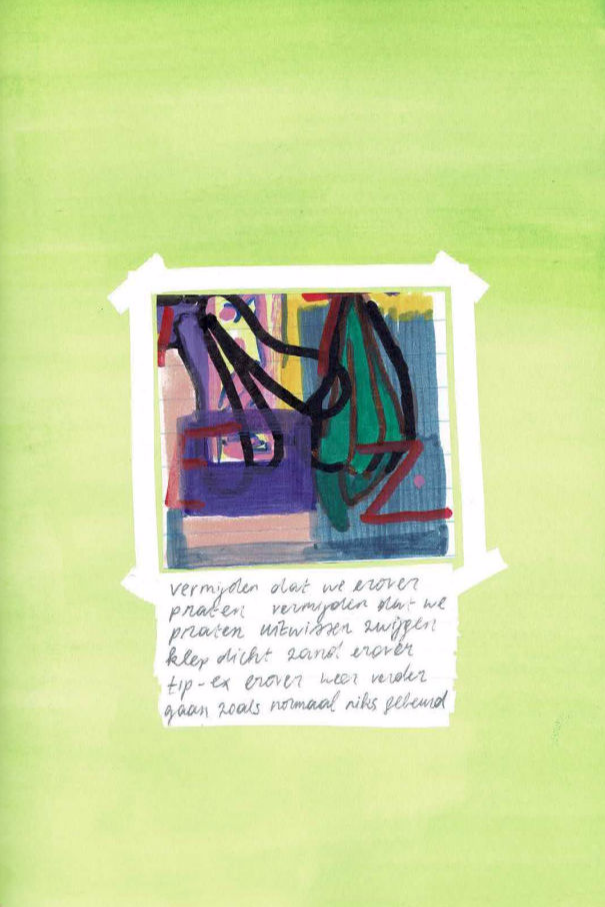 vermijden dat we erover
praten vermijden dat we
praten uitwissen zwijgen
klep dicht zand erover
tip-ex erover weer verder
gaan zoals normaal niks gebeurd